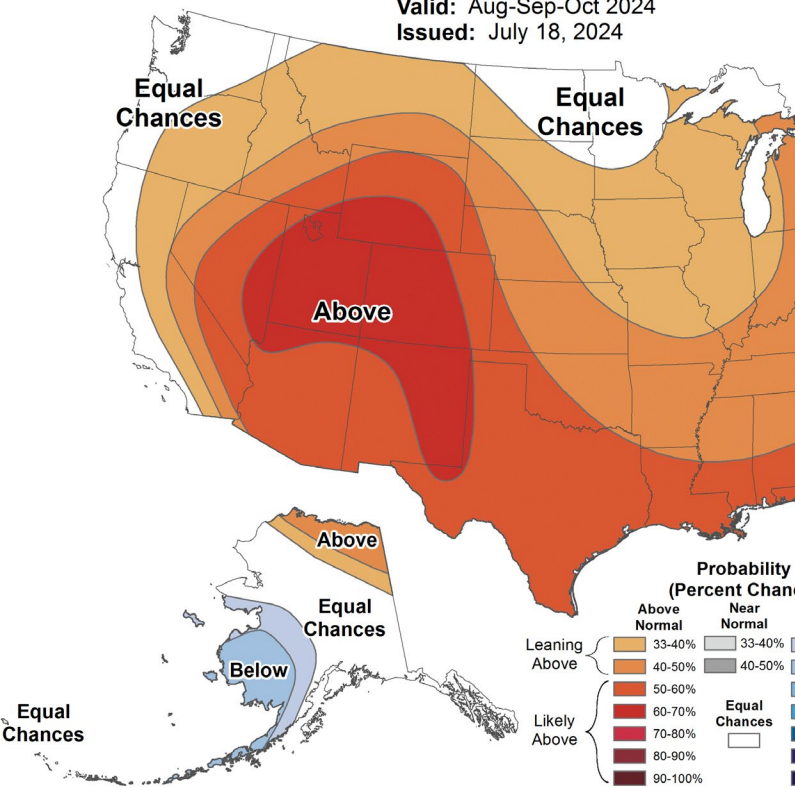 Valid: Aug-Sep-Oct 2024
Issued: July 18, 2024
Equal
Chances
Equal
Chances
Above
Above
Equal
Chances
Below
Equal
Chances
Probability
(Percent Chanc
Above
Normal
Near
Normal
Leaning
Above
33-40%
33-40%
40-50%
40-50%
50-60%
Likely
Above
60-70%
Equal
Chances
70-80%
80-90%
90-100%